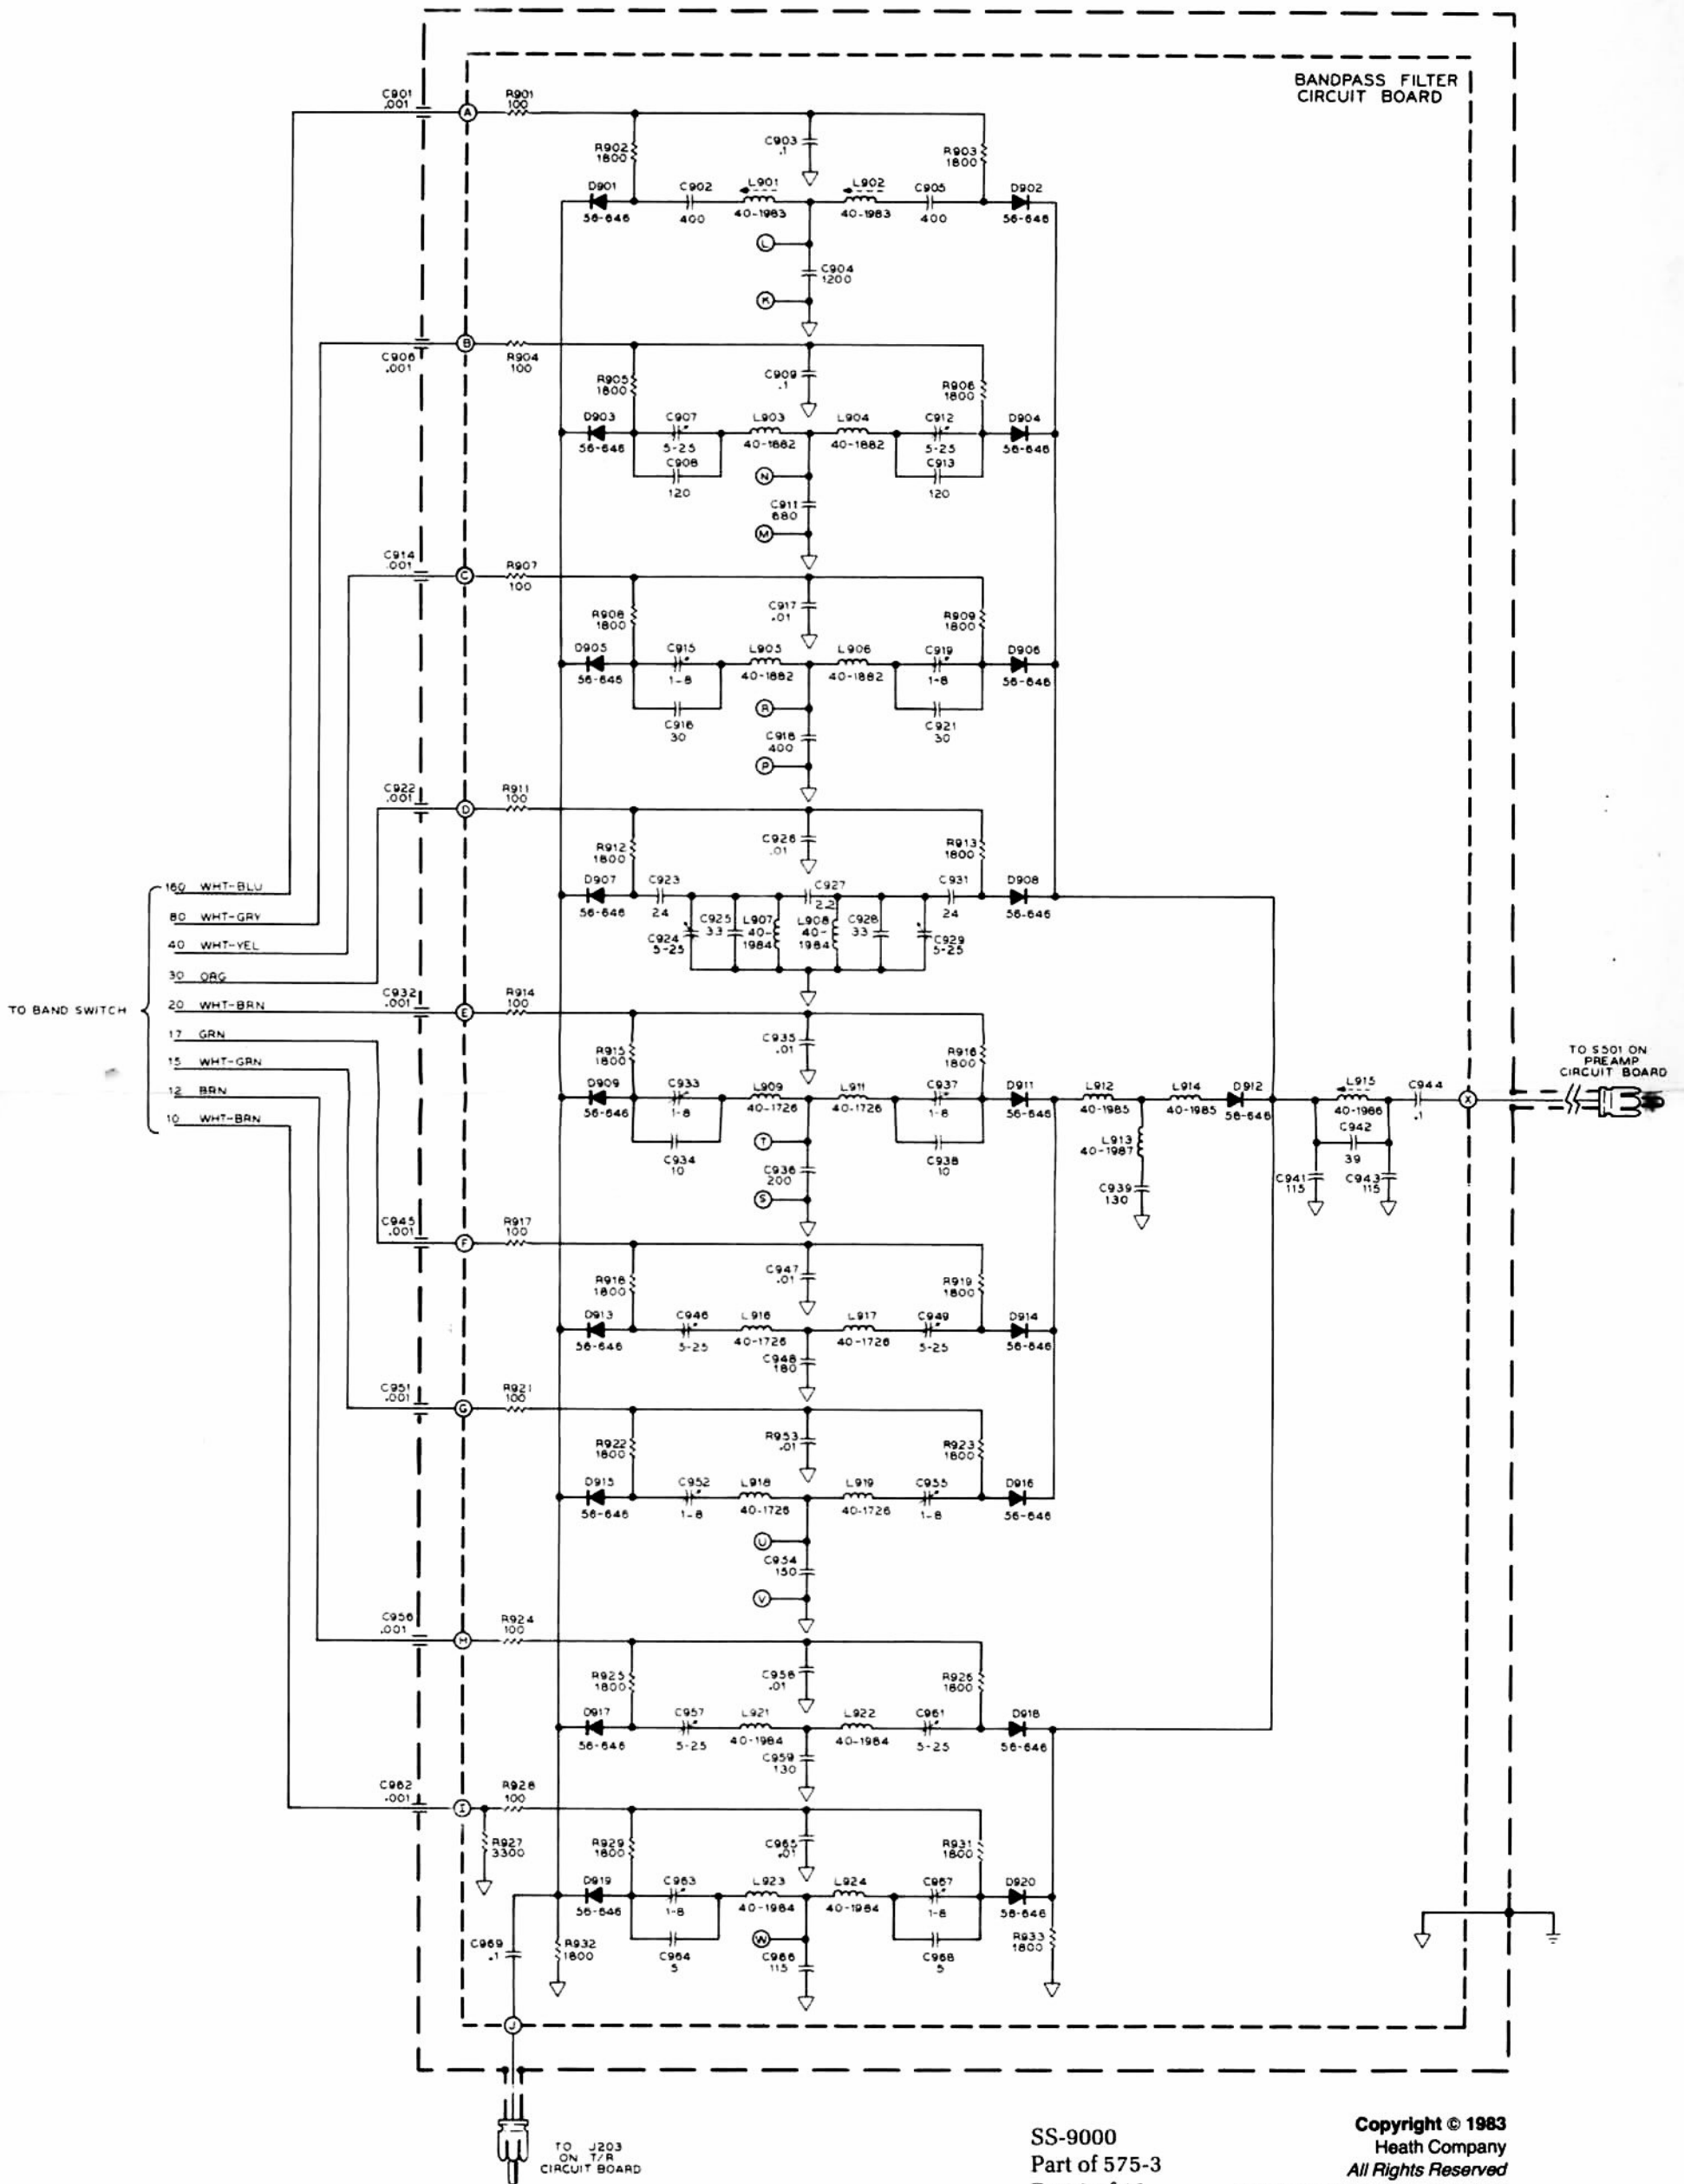 BANDPASS FILTER
CIRCUIT BOARD
C901
.001
A
R901
100
R902
1800
C903
.1
R903
1800
D901
56-646
C902
400
L901
40-1983
L902
40-1983
C905
400
D902
56-646
L
C904
1200
K
C906
.001
B
R904
100
R905
1800
C909
.1
R906
1800
D903
56-646
C907
5-25
C908
120
L903
40-1882
L904
40-1882
C912
5-25
C913
120
D904
56-646
N
C911
680
M
C914
.001
C
R907
100
R908
1800
C917
.01
R909
1800
D905
56-646
C915
1-8
C916
30
L905
40-1882
L906
40-1882
C919
1-8
C921
30
D906
56-646
R
C918
400
P
C922
.001
D
R911
100
R912
1800
C926
.01
R913
1800
D907
56-646
C923
24
C924
5-25
C925
33
L907
40-
1984
C927
2.2
L908
40-
1984
C928
33
C929
5-25
C931
24
D908
56-646
TO BAND SWITCH
160 WHT-BLU
80 WHT-GRY
40 WHT-YEL
30 ORG
20 WHT-BRN
17 GRN
15 WHT-GRN
12 BRN
10 WHT-BRN
C932
.001
E
R914
100
R915
1800
C935
.01
R916
1800
D909
56-646
C933
1-8
C934
10
L909
40-1726
L911
40-1726
C937
1-8
C938
10
D911
56-646
T
C936
200
S
L912
40-1985
L914
40-1985
D912
56-646
L913
40-1987
C939
130
L915
40-1966
C942
39
C941
115
C943
115
C944
.1
X
TO S501 ON
PREAMP
CIRCUIT BOARD
C945
.001
F
R917
100
R918
1800
C947
.01
R919
1800
D913
56-646
C946
5-25
L916
40-1726
L917
40-1726
C949
5-25
D914
56-646
C948
180
C951
.001
G
R921
100
R922
1800
R953
.01
R923
1800
D915
56-646
C952
1-8
L918
40-1726
L919
40-1726
C955
1-8
D916
56-646
U
C954
150
V
C956
.001
H
R924
100
R925
1800
C958
.01
R926
1800
D917
56-646
C957
5-25
L921
40-1984
L922
40-1984
C961
5-25
D918
56-646
C959
130
C962
.001
I
R928
100
R927
3300
R929
1800
C965
.01
R931
1800
D919
56-646
C963
1-8
C964
5
L923
40-1984
L924
40-1984
C967
1-8
C968
5
D920
56-646
C969
.1
R932
1800
W
C966
115
R933
1800
J
TO J203
ON T/R
CIRCUIT BOARD
SS-9000
Part of 575-3
Copyright © 1983
Heath Company
All Rights Reserved